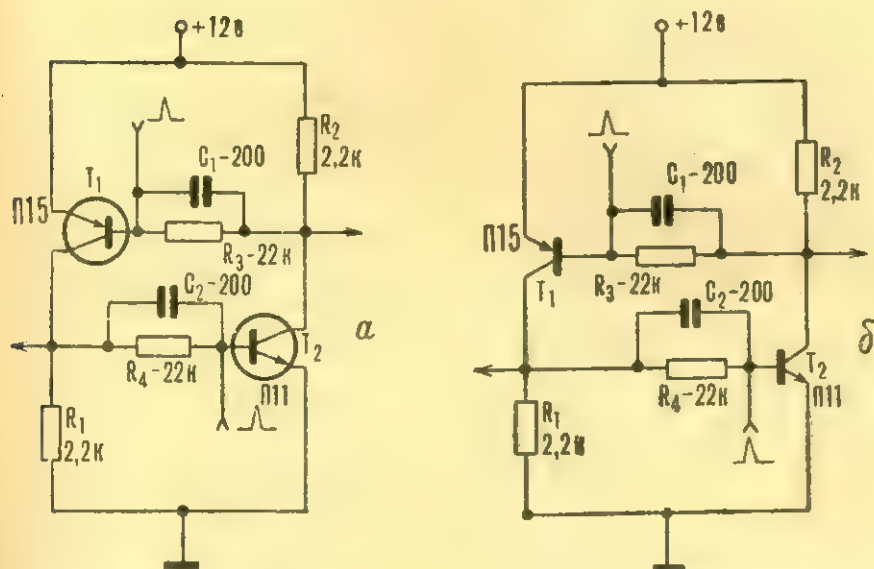 +12в
R₂
2,2к
C₁-200
T₁
П15
R₃-22к
C₂-200
а
T₂
R₄-22к
П11
R₁
2,2к
+12в
R₂
2,2к
C₁-200
П15
R₃-22к
C₂-200
T₁
б
T₂
R₄-22к
П11
R₁
2,2к